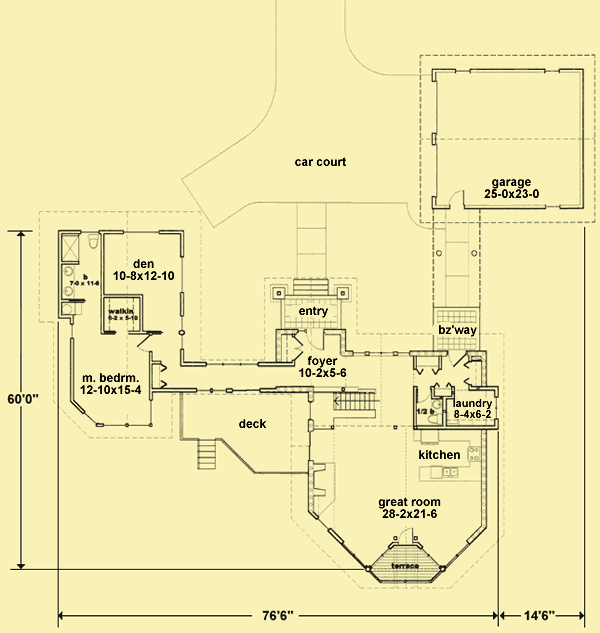 car court
garage
25-0x23-0
den
10-8x12-10
b
7-0 x 11-6
walkin
6-2 x 5-10
entry
bz'way
foyer
10-2x5-6
m. bedrm.
12-10x15-4
60'0"
deck
1/2 b
laundry
8-4x6-2
kitchen
great room
28-2x21-6
terrace
76'6"
14'6"